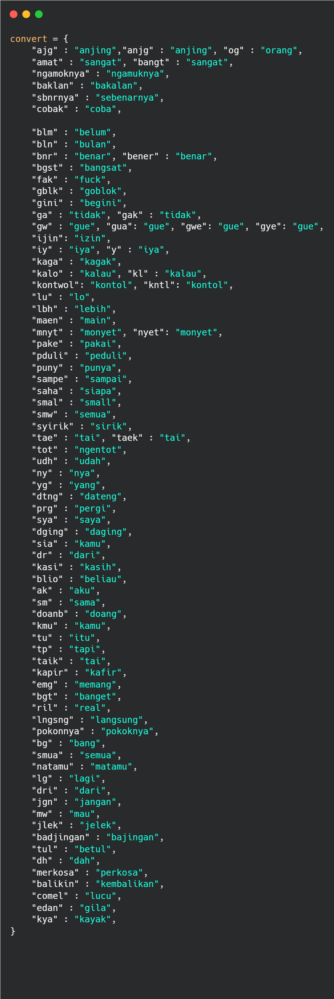 convert = {
    "ajg" : "anjing","anjg" : "anjing", "og" : "orang",
    "amat" : "sangat", "bangt" : "sangat",
    "ngamoknya" : "ngamuknya",
    "baklan" : "bakalan",
    "sbnrnya" : "sebenarnya",
    "cobak" : "coba",

    "blm" : "belum",
    "bln" : "bulan",
    "bnr" : "benar", "bener" : "benar",
    "bgst" : "bangsat",
    "fak" : "fuck",
    "gblk" : "goblok",
    "gini" : "begini",
    "ga" : "tidak", "gak" : "tidak",
    "gw" : "gue", "gua": "gue", "gwe": "gue", "gye": "gue",
    "ijin": "izin",
    "iy" : "iya", "y" : "iya",
    "kaga" : "kagak",
    "kalo" : "kalau", "kl" : "kalau",
    "kontwol": "kontol", "kntl": "kontol",
    "lu" : "lo",
    "lbh" : "lebih",
    "maen" : "main",
    "mnyt" : "monyet", "nyet": "monyet",
    "pake" : "pakai",
    "pduli" : "peduli",
    "puny" : "punya",
    "sampe" : "sampai",
    "saha" : "siapa",
    "smal" : "small",
    "smw" : "semua",
    "syirik" : "sirik",
    "tae" : "tai", "taek" : "tai",
    "tot" : "ngentot",
    "udh" : "udah",
    "ny" : "nya",
    "yg" : "yang",
    "dtng" : "dateng",
    "prg" : "pergi",
    "sya" : "saya",
    "dging" : "daging",
    "sia" : "kamu",
    "dr" : "dari",
    "kasi" : "kasih",
    "blio" : "beliau",
    "ak" : "aku",
    "sm" : "sama",
    "doanb" : "doang",
    "kmu" : "kamu",
    "tu" : "itu",
    "tp" : "tapi",
    "taik" : "tai",
    "kapir" : "kafir",
    "emg" : "memang",
    "bgt" : "banget",
    "ril" : "real",
    "lngsng" : "langsung",
    "pokonnya" : "pokoknya",
    "bg" : "bang",
    "smua" : "semua",
    "natamu" : "matamu",
    "lg" : "lagi",
    "dri" : "dari",
    "jgn" : "jangan",
    "mw" : "mau",
    "jlek" : "jelek",
    "badjingan" : "bajingan",
    "tul" : "betul",
    "dh" : "dah",
    "merkosa" : "perkosa",
    "balikin" : "kembalikan",
    "comel" : "lucu",
    "edan" : "gila",
    "kya" : "kayak",
}